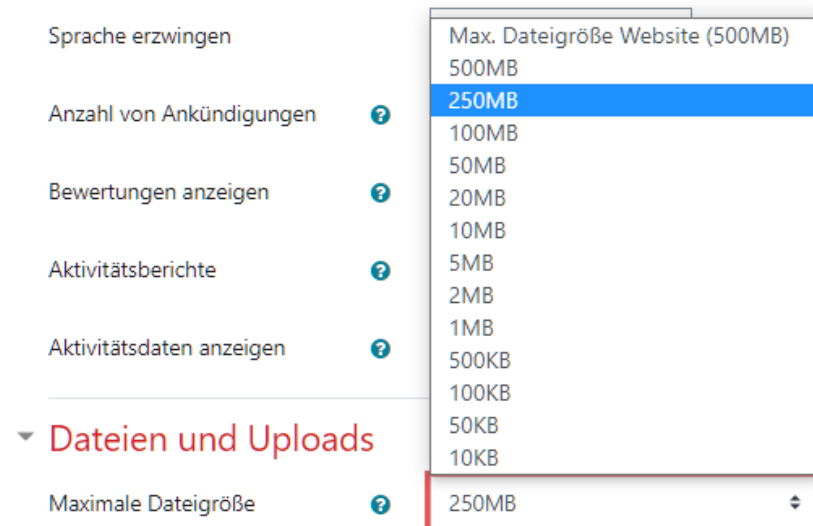 Sprache erzwingen
Anzahl von Ankündigungen
Bewertungen anzeigen
Aktivitätsberichte
Aktivitätsdaten anzeigen
Max. Dateigröße Website (500MB)
500MB
250MB
100MB
50MB
20MB
10MB
5MB
2MB
1MB
500KB
100KB
50KB
10KB
Dateien und Uploads
Maximale Dateigröße
250MB